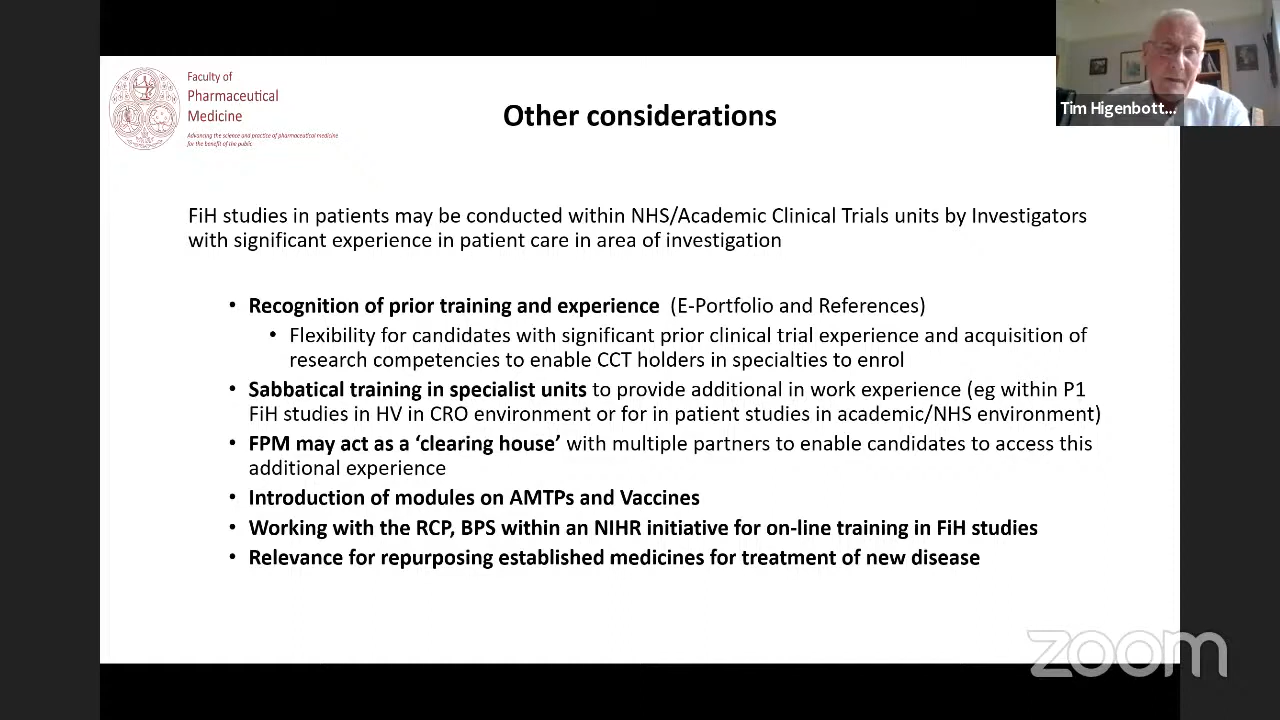 Faculty of
Pharmaceutical
Medicine
Advancing the science and practice of pharmaceutical medicine
for the benefit of the public
Other considerations
Tim Higenbott...
FiH studies in patients may be conducted within NHS/Academic Clinical Trials units by Investigators
with significant experience in patient care in area of investigation
• Recognition of prior training and experience (E-Portfolio and References)
• Flexibility for candidates with significant prior clinical trial experience and acquisition of
research competencies to enable CCT holders in specialties to enrol
• Sabbatical training in specialist units to provide additional in work experience (eg within P1
FiH studies in HV in CRO environment or for in patient studies in academic/NHS environment)
• FPM may act as a ‘clearing house’ with multiple partners to enable candidates to access this
additional experience
• Introduction of modules on AMTPs and Vaccines
• Working with the RCP, BPS within an NIHR initiative for on-line training in FiH studies
• Relevance for repurposing established medicines for treatment of new disease
zoom